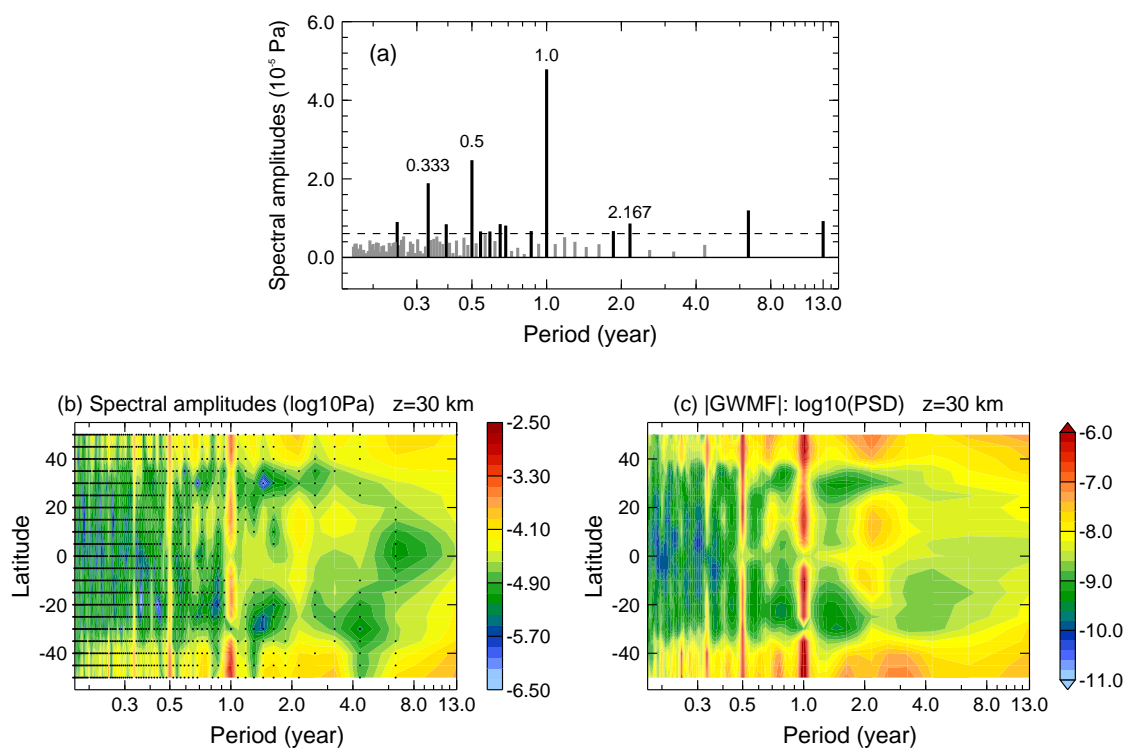 (a)
Spectral amplitudes (10⁻⁵ Pa)
6.0
4.0
2.0
0.0
0.333
0.5
1.0
2.167
0.3 0.5 1.0 2.0 4.0 8.0 13.0
Period (year)
(b) Spectral amplitudes (log10Pa) z=30 km
Latitude
40
20
0
-20
-40
0.3 0.5 1.0 2.0 4.0 8.0 13.0
Period (year)
-2.50
-3.30
-4.10
-4.90
-5.70
-6.50
(c) |GWMF|: log10(PSD) z=30 km
Latitude
40
20
0
-20
-40
0.3 0.5 1.0 2.0 4.0 8.0 13.0
Period (year)
-6.0
-7.0
-8.0
-9.0
-10.0
-11.0